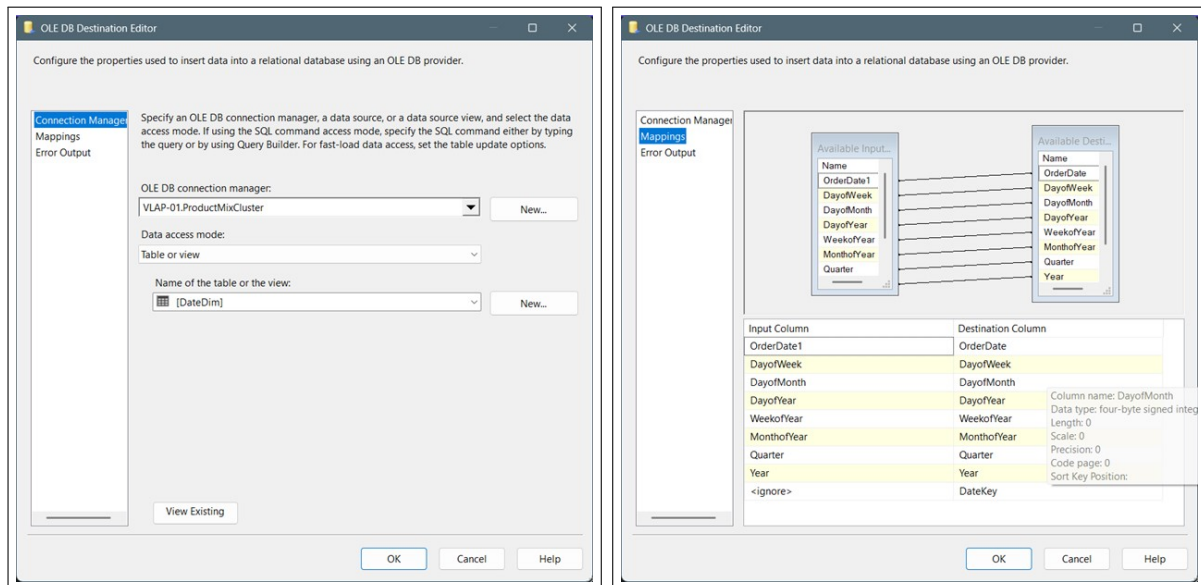 OLE DB Destination Editor
Configure the properties used to insert data into a relational database using an OLE DB provider.
Connection Manager
Mappings
Error Output
Specify an OLE DB connection manager, a data source, or a data source view, and select the data
access mode. If using the SQL command access mode, specify the SQL command either by typing
the query or by using Query Builder. For fast-load data access, set the table update options.
OLE DB connection manager:
VLAP-01.ProductMixCluster
New...
Data access mode:
Table or view
Name of the table or the view:
[DateDim]
New...
View Existing
OK
Cancel
Help
OLE DB Destination Editor
Configure the properties used to insert data into a relational database using an OLE DB provider.
Connection Manager
Mappings
Error Output
Available Input...
Name
OrderDate1
DayofWeek
DayofMonth
DayofYear
WeekofYear
MonthofYear
Quarter
Available Desti...
Name
OrderDate
DayofWeek
DayofMonth
DayofYear
WeekofYear
MonthofYear
Quarter
Year
Input Column Destination Column
OrderDate1 OrderDate
DayofWeek DayofWeek
DayofMonth DayofMonth
DayofYear DayofYear
WeekofYear WeekofYear
MonthofYear MonthofYear
Quarter Quarter
Year Year
<ignore> DateKey
Column name: DayofMonth
Data type: four-byte signed integ
Length: 0
Scale: 0
Precision: 0
Code page: 0
Sort Key Position:
OK
Cancel
Help